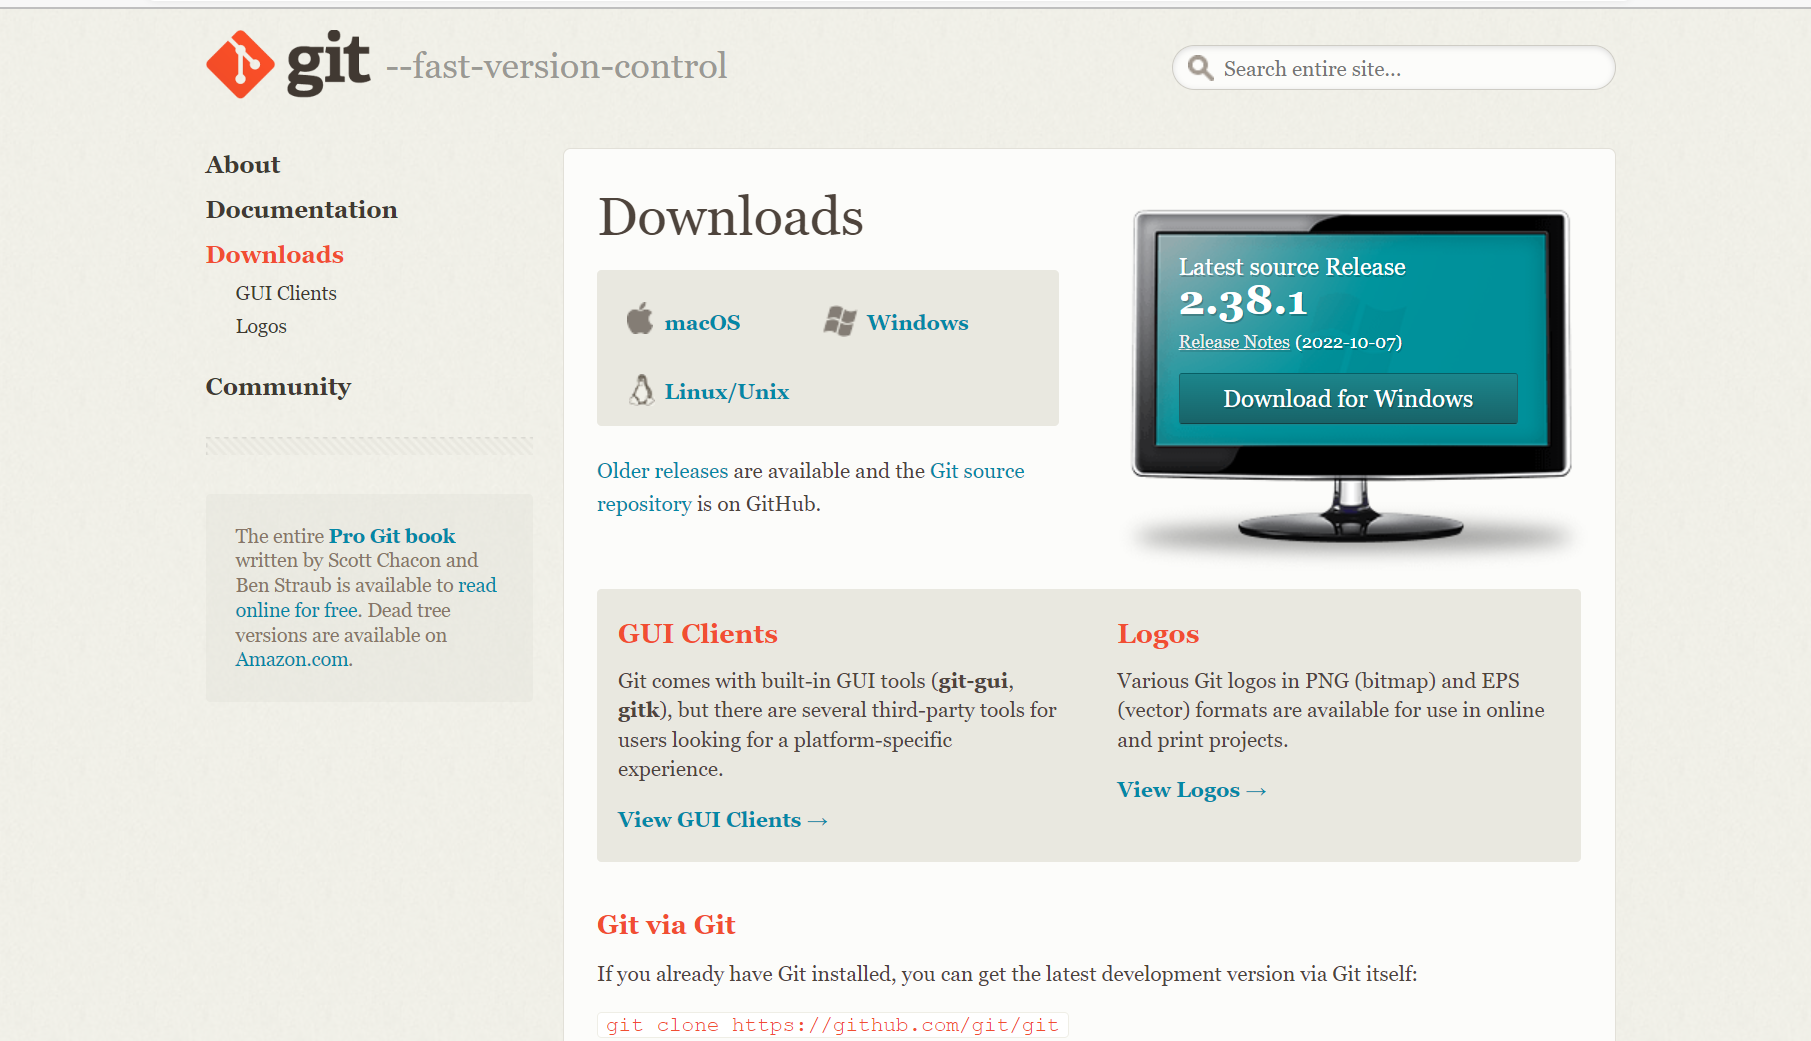 git --fast-version-control
Search entire site...
About
Documentation
Downloads
GUI Clients
Logos
Community
The entire Pro Git book
written by Scott Chacon and
Ben Straub is available to read
online for free. Dead tree
versions are available on
Amazon.com.
Downloads
macOS
Windows
Linux/Unix
Older releases are available and the Git source
repository is on GitHub.
Latest source Release
2.38.1
Release Notes (2022-10-07)
Download for Windows
GUI Clients
Git comes with built-in GUI tools (git-gui,
gitk), but there are several third-party tools for
users looking for a platform-specific
experience.
View GUI Clients →
Logos
Various Git logos in PNG (bitmap) and EPS
(vector) formats are available for use in online
and print projects.
View Logos →
Git via Git
If you already have Git installed, you can get the latest development version via Git itself:
git clone https://github.com/git/git